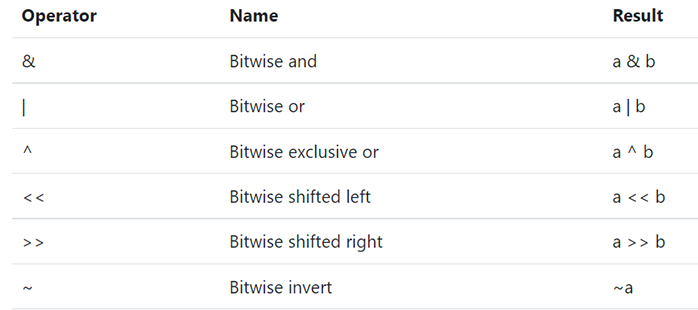 Operator Name Result
& Bitwise and a & b
| Bitwise or a | b
^ Bitwise exclusive or a ^ b
<< Bitwise shifted left a << b
>> Bitwise shifted right a >> b
~ Bitwise invert ~a